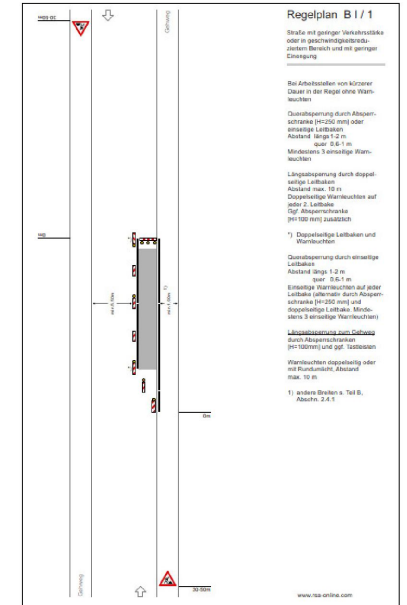 Regelplan B I / 1
Straße mit geringer Verkehrsstärke
oder in geschwindigkeitsredu-
ziertem Bereich und mit geringer
Einengung
Bei Arbeitsstellen von kürzerer
Dauer in der Regel ohne Warn-
leuchten
Querabsperrung durch Absperr-
schranke [H=250 mm] oder
einseitige Leitbaken
Abstand längs 1-2 m
quer 0,6-1 m
Mindestens 3 einseitige Warn-
leuchten
Längsabsperrung durch doppel-
seitige Leitbaken
Abstand max. 10 m
Doppelseitige Warnleuchten auf
jeder 2. Leitbake
Ggf. Absperrschranke
[H=100 mm] zusätzlich
*) Doppelseitige Leitbaken und
Warnleuchten
Querabsperrung durch einseitige
Leitbaken
Abstand längs 1-2 m
quer 0,6-1 m
Einseitige Warnleuchten auf jeder
Leitbake (alternativ durch Absperr-
schranke [H=250 mm] und
doppelseitige Leitbake. Minde-
stens 3 einseitige Warnleuchten)
Längsabsperrung zum Gehweg
durch Absperrschranken
[H=100mm] und ggf. Tastleisten
Warnleuchten doppelseitig oder
mit Rundumlicht, Abstand
max. 10 m
1) andere Breiten s. Teil B,
Abschn. 2.4.1
www.rsa-online.com
Gehweg
1)
*)
*)
0m
30-50m
Gehweg